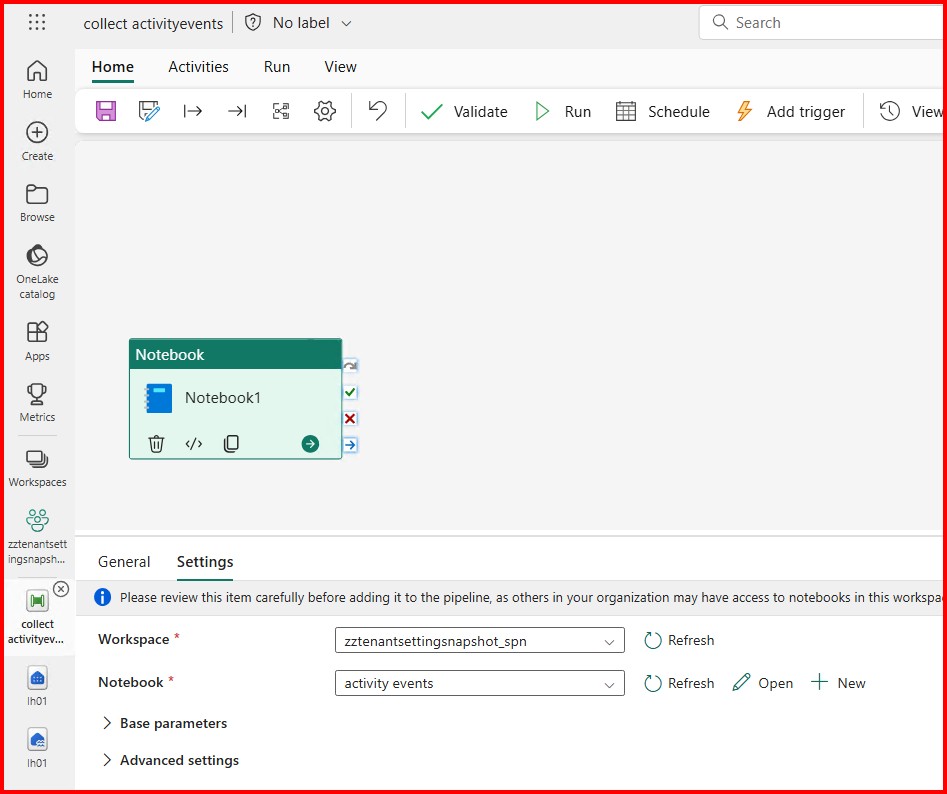 collect activityevents
No label
Search
Home
Create
Browse
OneLake
catalog
Apps
Metrics
Workspaces
zztenantsett
ingsnapsh...
collect
activityev...
lh01
lh01
Home Activities Run View
Validate Run Schedule Add trigger View
Notebook
Notebook1
General Settings
Please review this item carefully before adding it to the pipeline, as others in your organization may have access to notebooks in this workspa
Workspace * zztenantsettingsnapshot_spn Refresh
Notebook * activity events Refresh Open New
Base parameters
Advanced settings